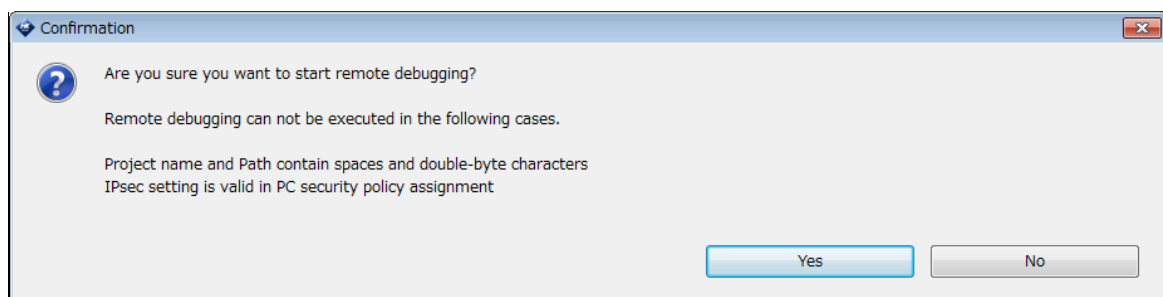 Confirmation
Are you sure you want to start remote debugging?
Remote debugging can not be executed in the following cases.
Project name and Path contain spaces and double-byte characters
IPsec setting is valid in PC security policy assignment
Yes
No